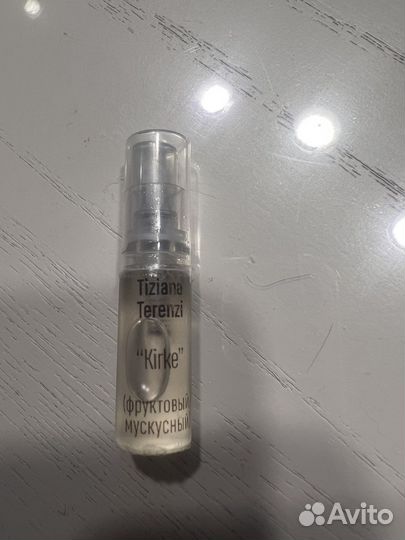 Tiziana
Terenzi
“Kirke”
(фруктовый
мускусный
Avito